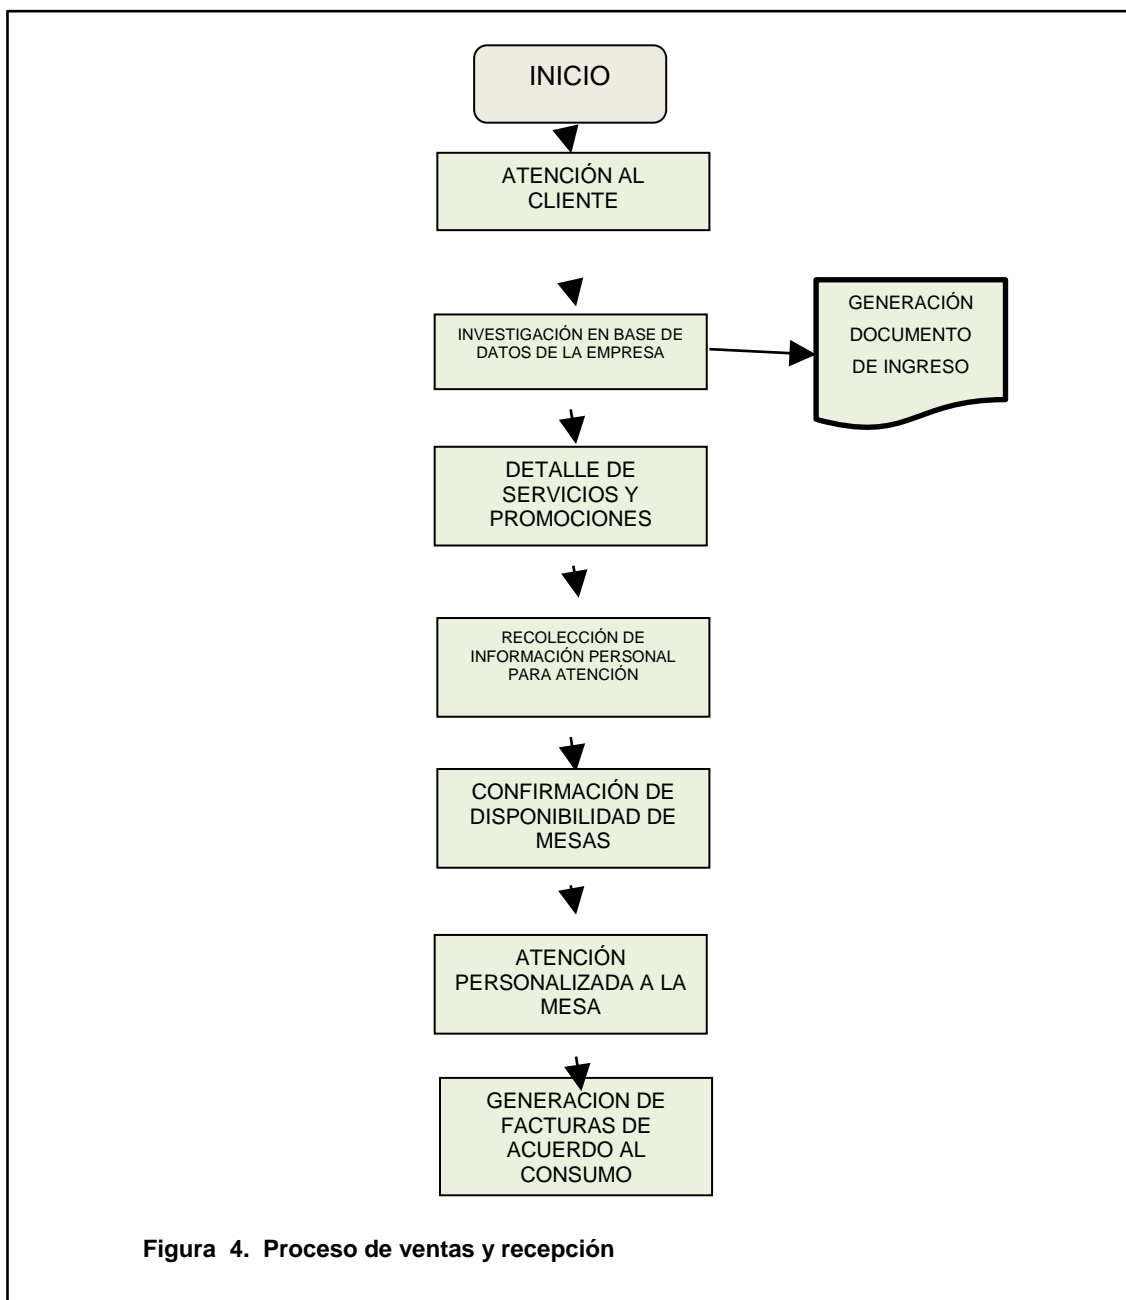 INICIO
ATENCIÓN AL
CLIENTE
INVESTIGACIÓN EN BASE DE
DATOS DE LA EMPRESA
GENERACIÓN
DOCUMENTO
DE INGRESO
DETALLE DE
SERVICIOS Y
PROMOCIONES
RECOLECCIÓN DE
INFORMACIÓN PERSONAL
PARA ATENCIÓN
CONFIRMACIÓN DE
DISPONIBILIDAD DE
MESAS
ATENCIÓN
PERSONALIZADA A LA
MESA
GENERACION DE
FACTURAS DE
ACUERDO AL
CONSUMO
Figura 4. Proceso de ventas y recepción